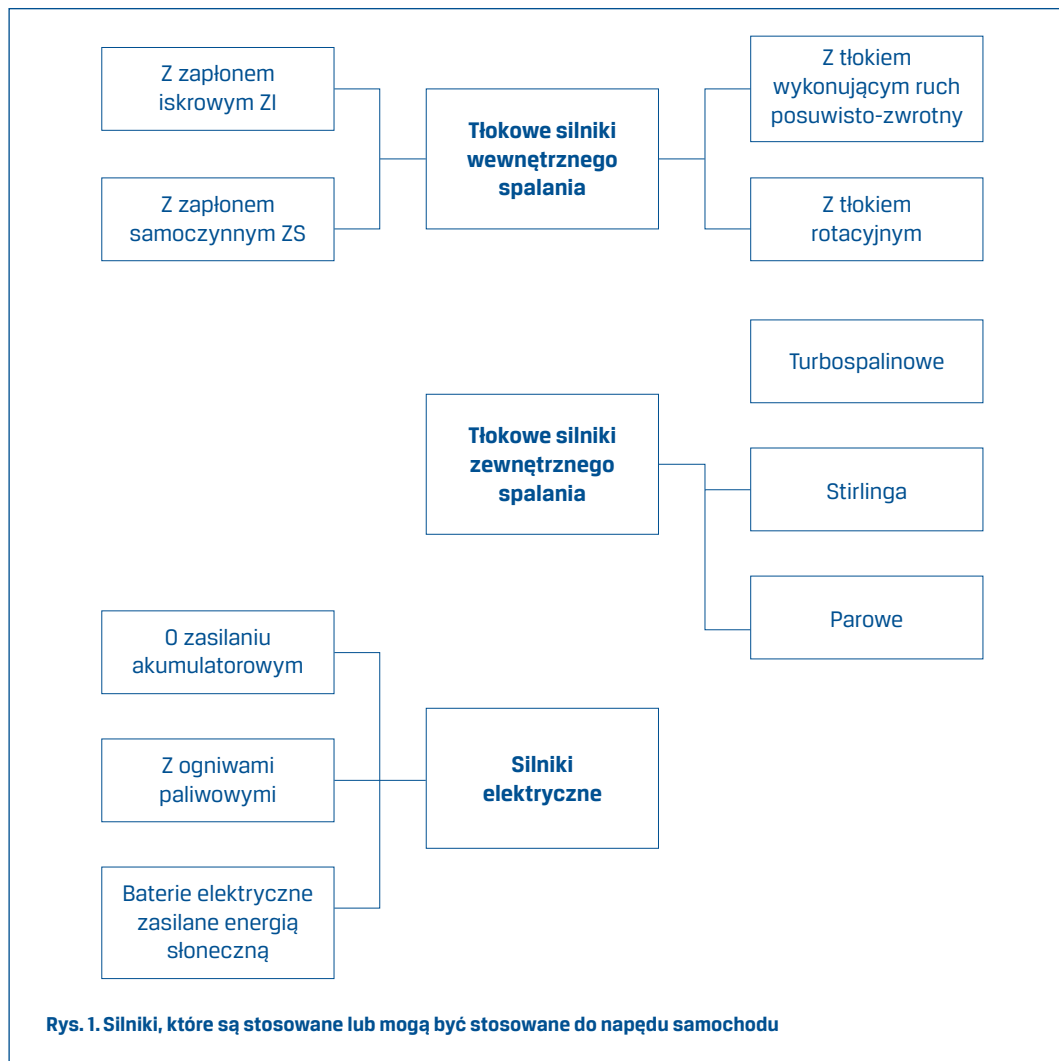 Z zapłonem
iskrowym ZI
Z zapłonem
samoczynnym ZS
Tłokowe silniki
wewnętrznego
spalania
Z tłokiem
wykonującym ruch
posuwisto-zwrotny
Z tłokiem
rotacyjnym
Tłokowe silniki
zewnętrznego
spalania
Turbospalinowe
Stirlinga
Parowe
O zasilaniu
akumulatorowym
Z ogniwami
paliwowymi
Baterie elektryczne
zasilane energią
słoneczną
Silniki
elektryczne
Rys. 1. Silniki, które są stosowane lub mogą być stosowane do napędu samochodu